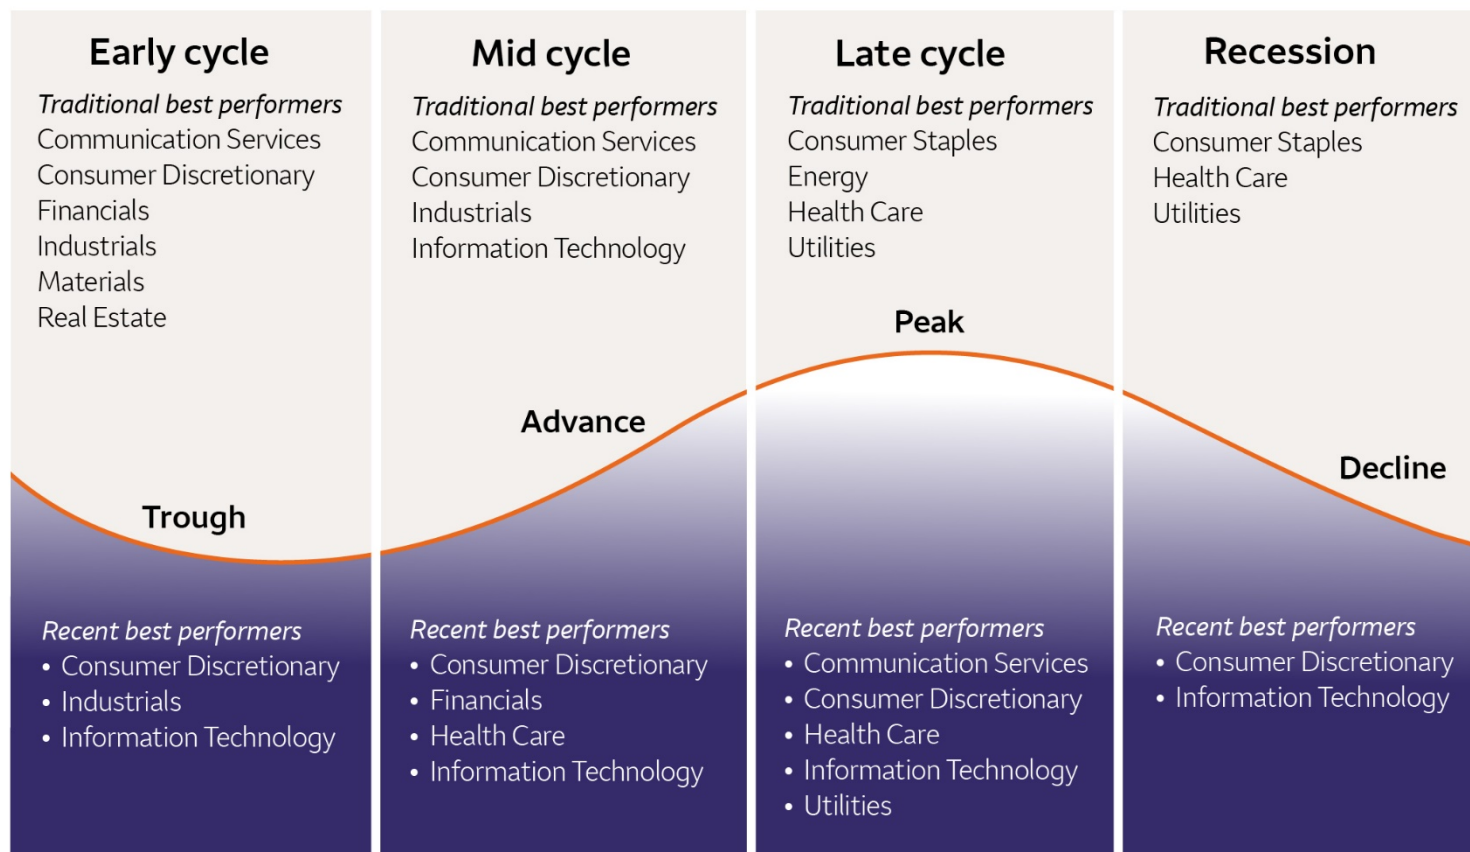 Early cycle
Traditional best performers
Communication Services
Consumer Discretionary
Financials
Industrials
Materials
Real Estate
Trough
Recent best performers
• Consumer Discretionary
• Industrials
• Information Technology
Mid cycle
Traditional best performers
Communication Services
Consumer Discretionary
Industrials
Information Technology
Advance
Recent best performers
• Consumer Discretionary
• Financials
• Health Care
• Information Technology
Late cycle
Traditional best performers
Consumer Staples
Energy
Health Care
Utilities
Peak
Recent best performers
• Communication Services
• Consumer Discretionary
• Health Care
• Information Technology
• Utilities
Recession
Traditional best performers
Consumer Staples
Health Care
Utilities
Decline
Recent best performers
• Consumer Discretionary
• Information Technology